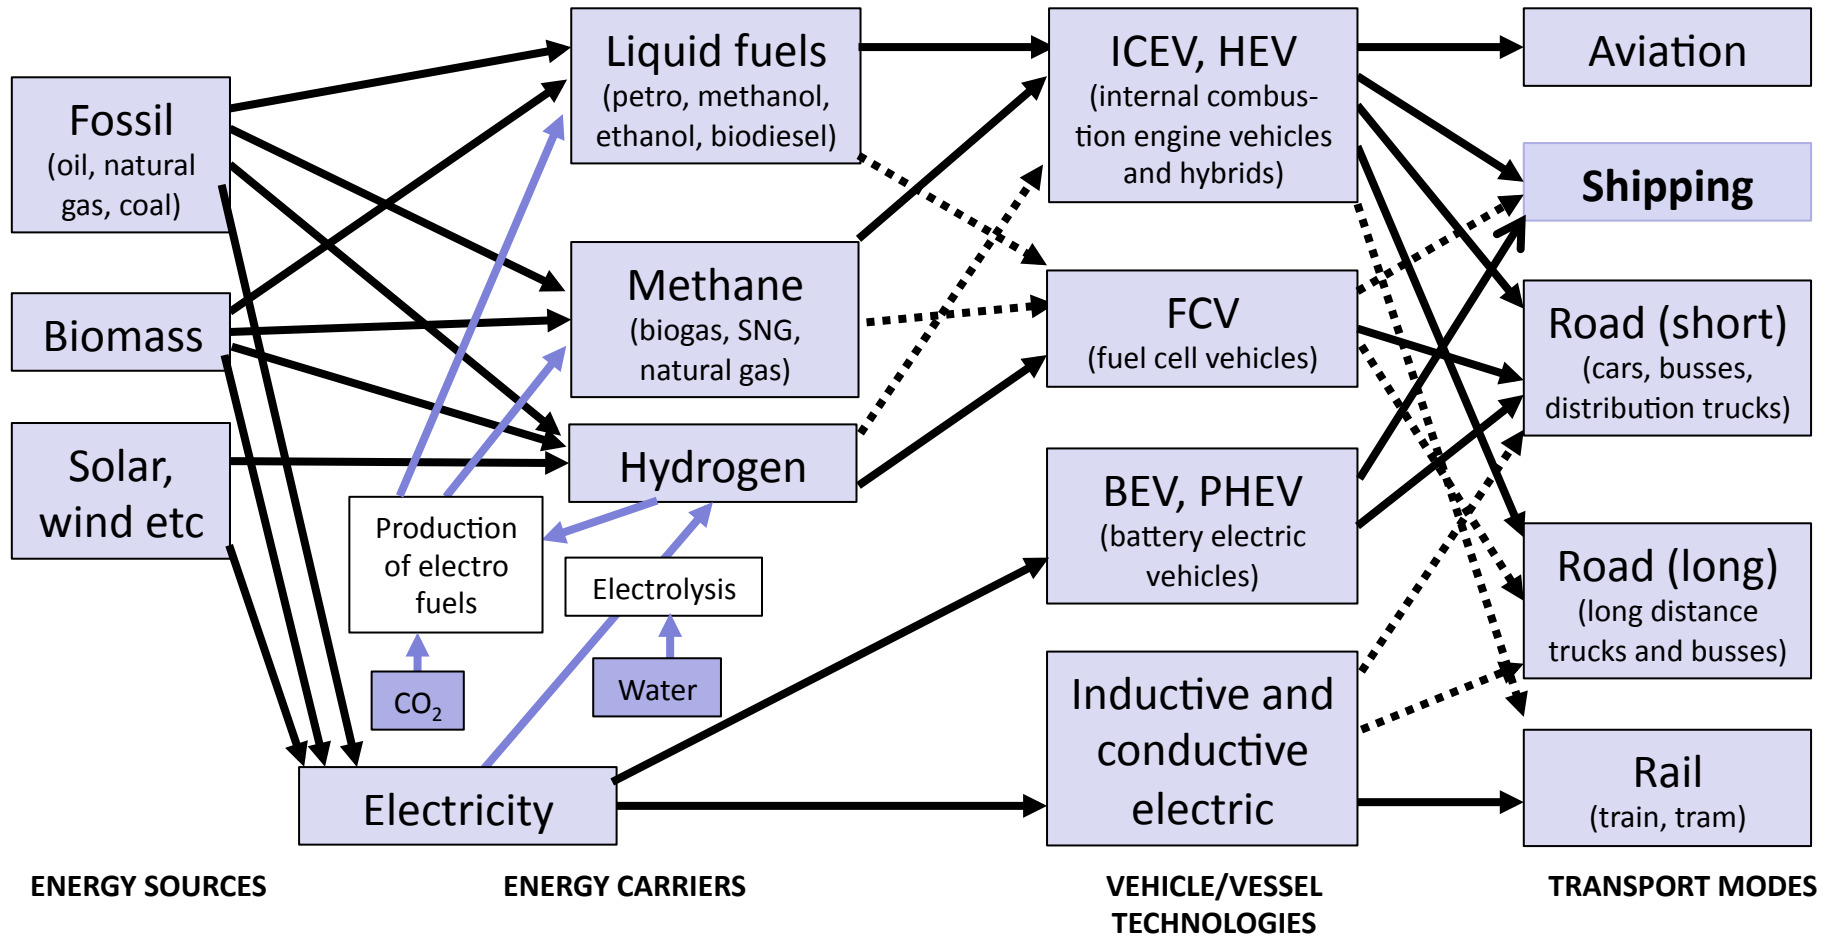 Fossil
(oil, natural
gas, coal)
Biomass
Solar,
wind etc
ENERGY SOURCES
Liquid fuels
(petro, methanol,
ethanol, biodiesel)
Methane
(biogas, SNG,
natural gas)
Hydrogen
Production
of electro
fuels
Electrolysis
CO₂
Water
Electricity
ENERGY CARRIERS
ICEV, HEV
(internal combus-
tion engine vehicles
and hybrids)
FCV
(fuel cell vehicles)
BEV, PHEV
(battery electric
vehicles)
Inductive and
conductive
electric
VEHICLE/VESSEL
TECHNOLOGIES
Aviation
Shipping
Road (short)
(cars, busses,
distribution trucks)
Road (long)
(long distance
trucks and busses)
Rail
(train, tram)
TRANSPORT MODES